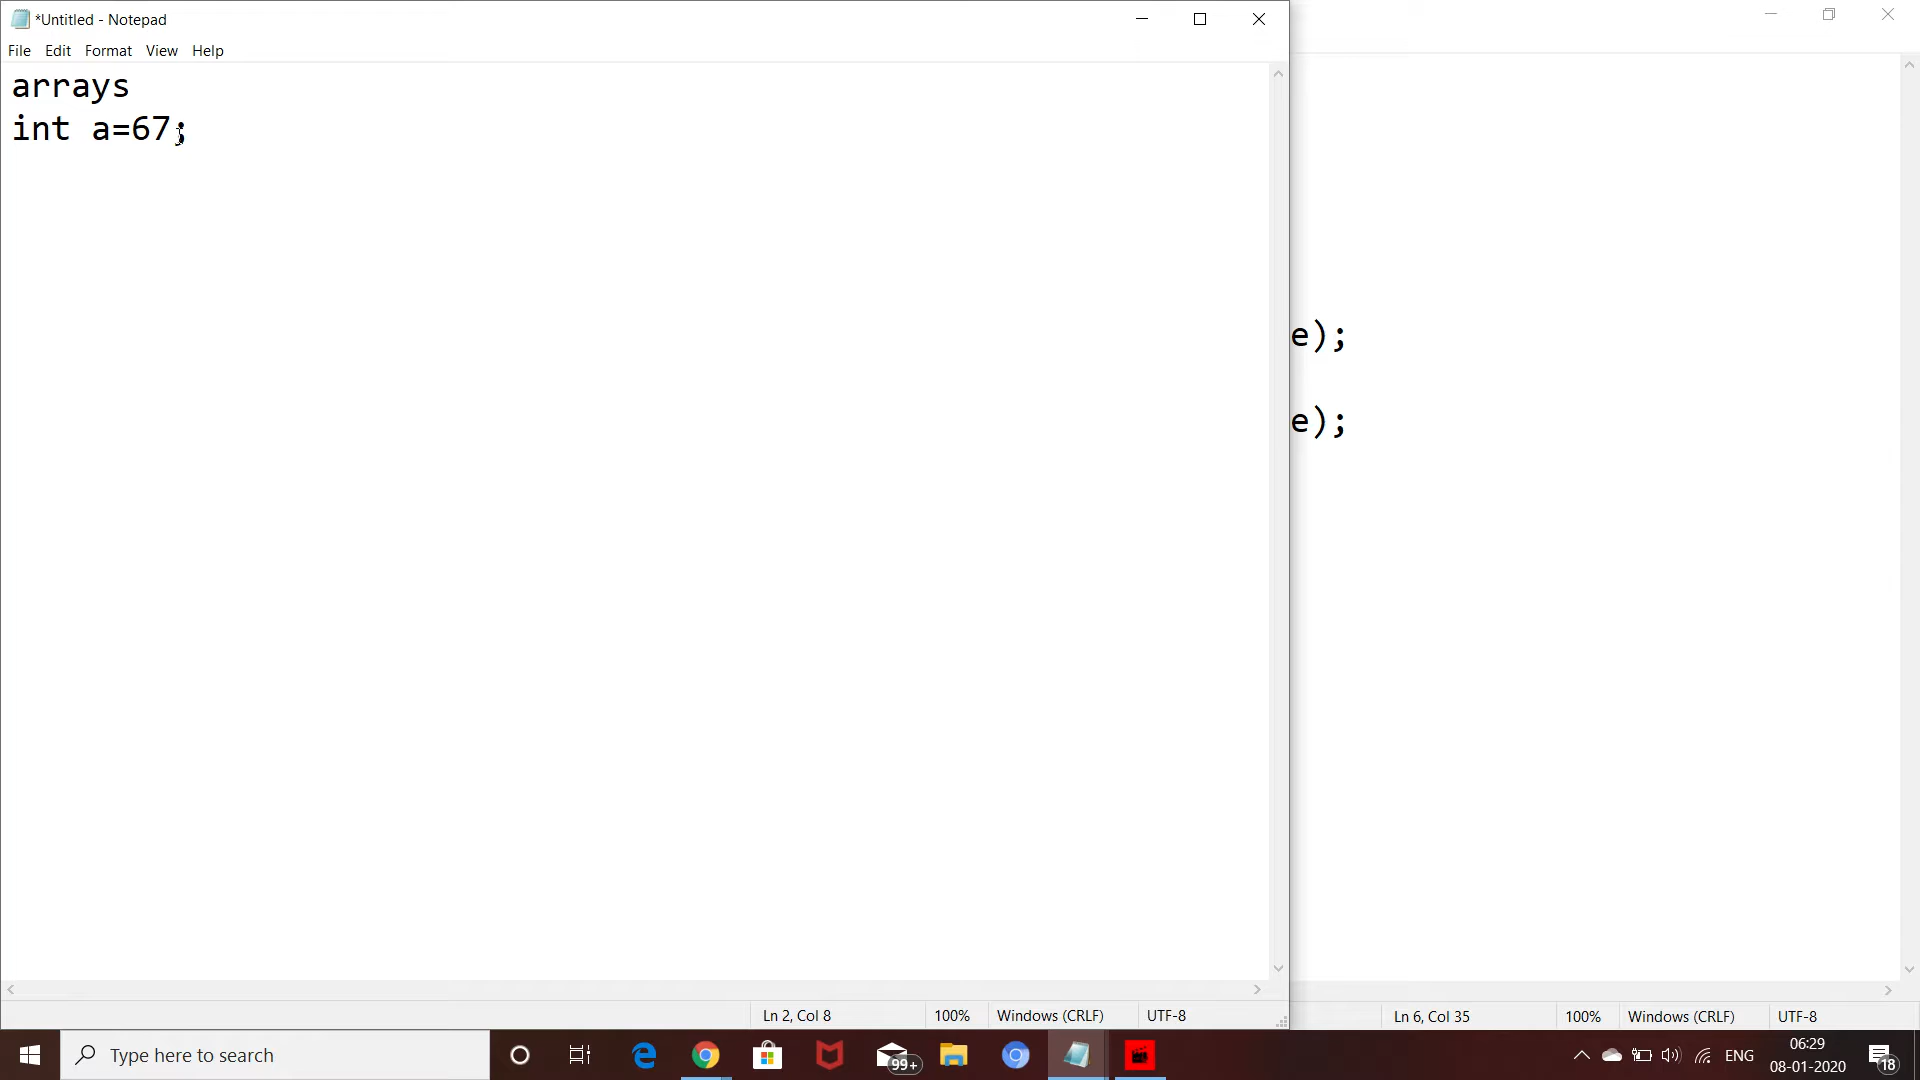 *Untitled - Notepad
File Edit Format View Help
arrays
int a=67;
e);
e);
Ln 2, Col 8 100% Windows (CRLF) UTF-8
Ln 6, Col 35 100% Windows (CRLF) UTF-8
Type here to search
99+
ENG
06:29
08-01-2020
18